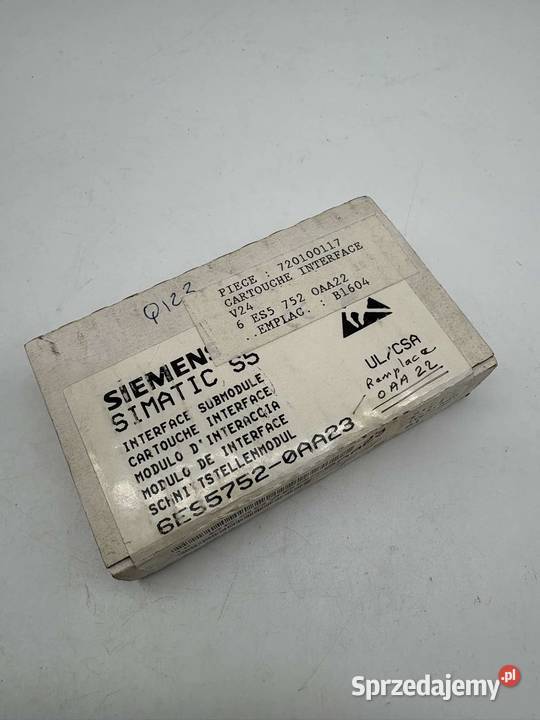 Q122
PIECE : 720100117
CARTOUCHE INTERFACE
V24
6 ES5 752 0AA22
..EMPLAC. : B1604
SIEMENS
SIMATIC S5
INTERFACE SUBMODULE
CARTOUCHE INTERFACE
MODULO D'INTERACCIA
MODULO DE INTERFACE
SCHNITTSTELLENMODUL
6ES5752-0AA23
UL/CSA
Remplace
0AA 22
Sprzedajemy.pl